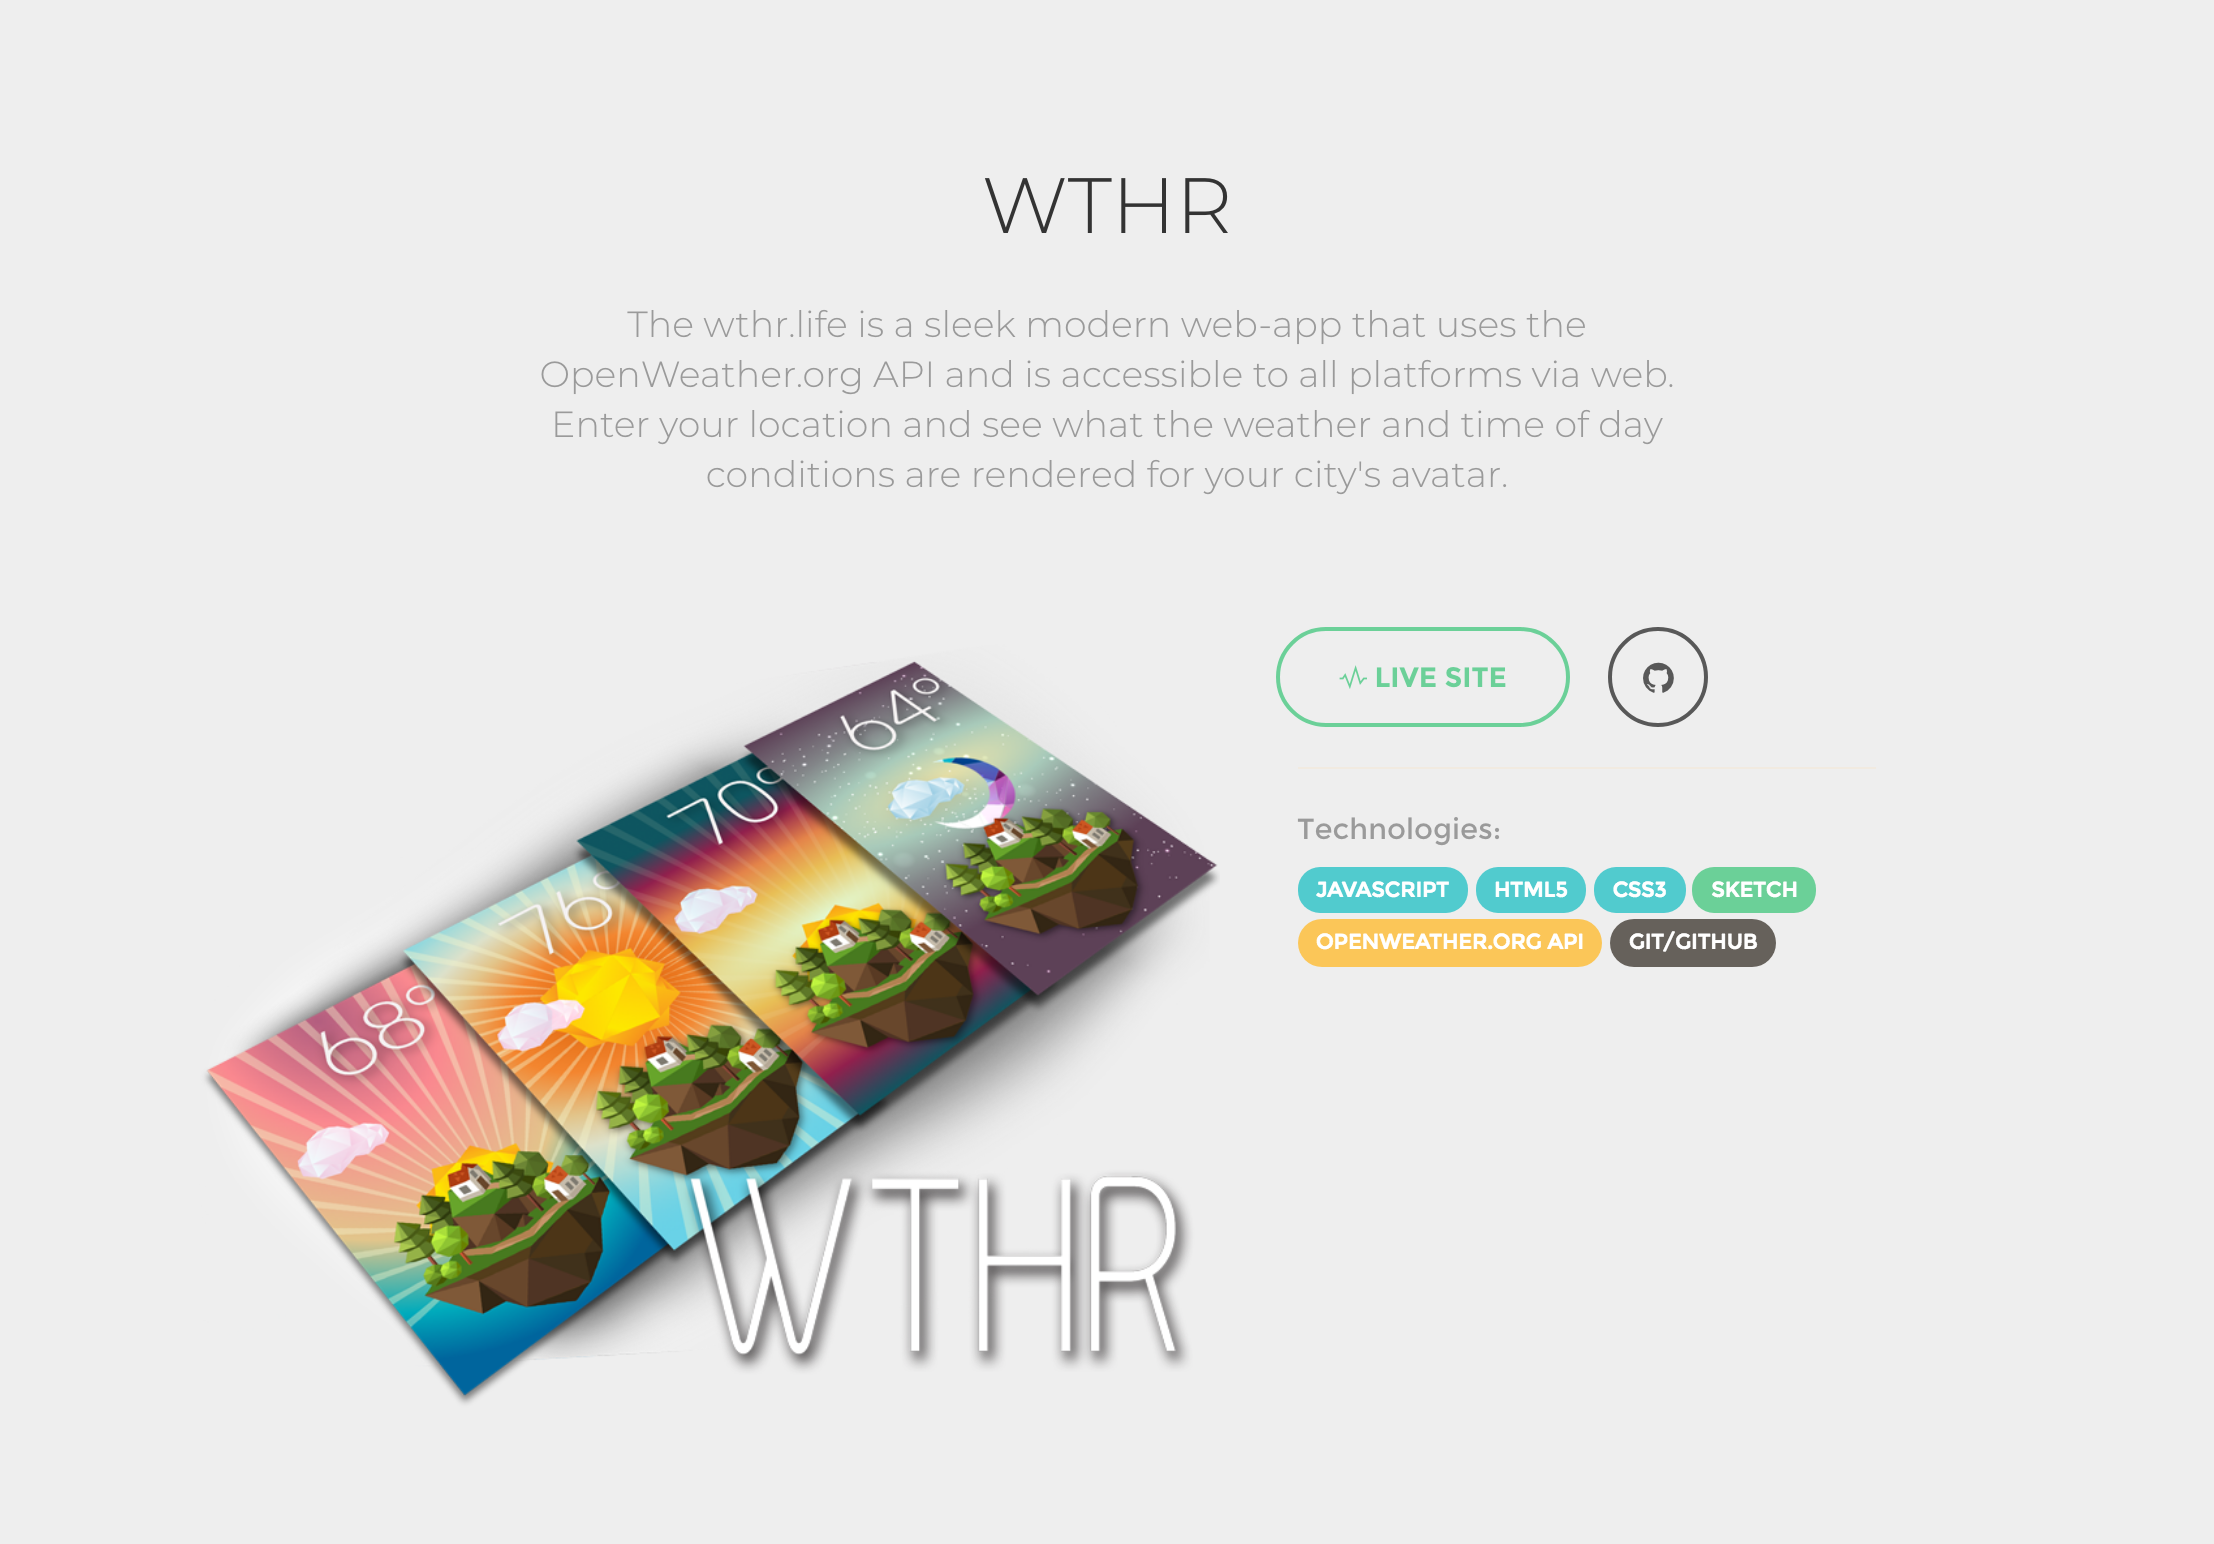 WTHR
The wthr.life is a sleek modern web-app that uses the
OpenWeather.org API and is accessible to all platforms via web.
Enter your location and see what the weather and time of day
conditions are rendered for your city's avatar.
LIVE SITE
64°
70°
76°
68°
WTHR
Technologies:
JAVASCRIPT HTML5 CSS3 SKETCH
OPENWEATHER.ORG API GIT/GITHUB